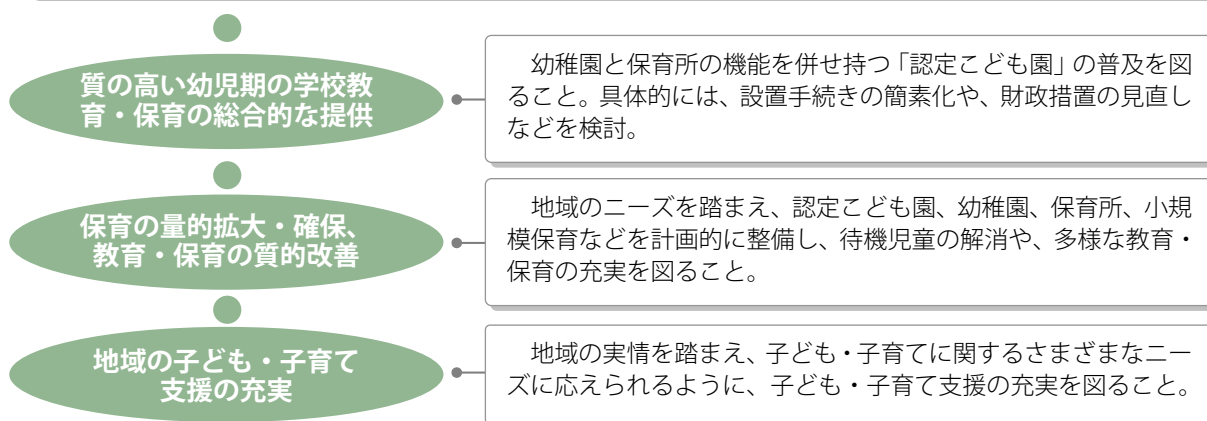 質の高い幼児期の学校教
育・保育の総合的な提供
幼稚園と保育所の機能を併せ持つ「認定こども園」の普及を図
ること。具体的には、設置手続きの簡素化や、財政措置の見直し
などを検討。
保育の量的拡大・確保、
教育・保育の質的改善
地域のニーズを踏まえ、認定こども園、幼稚園、保育所、小規
模保育などを計画的に整備し、待機児童の解消や、多様な教育・
保育の充実を図ること。
地域の子ども・子育て
支援の充実
地域の実情を踏まえ、子ども・子育てに関するさまざまなニー
ズに応えられるように、子ども・子育て支援の充実を図ること。